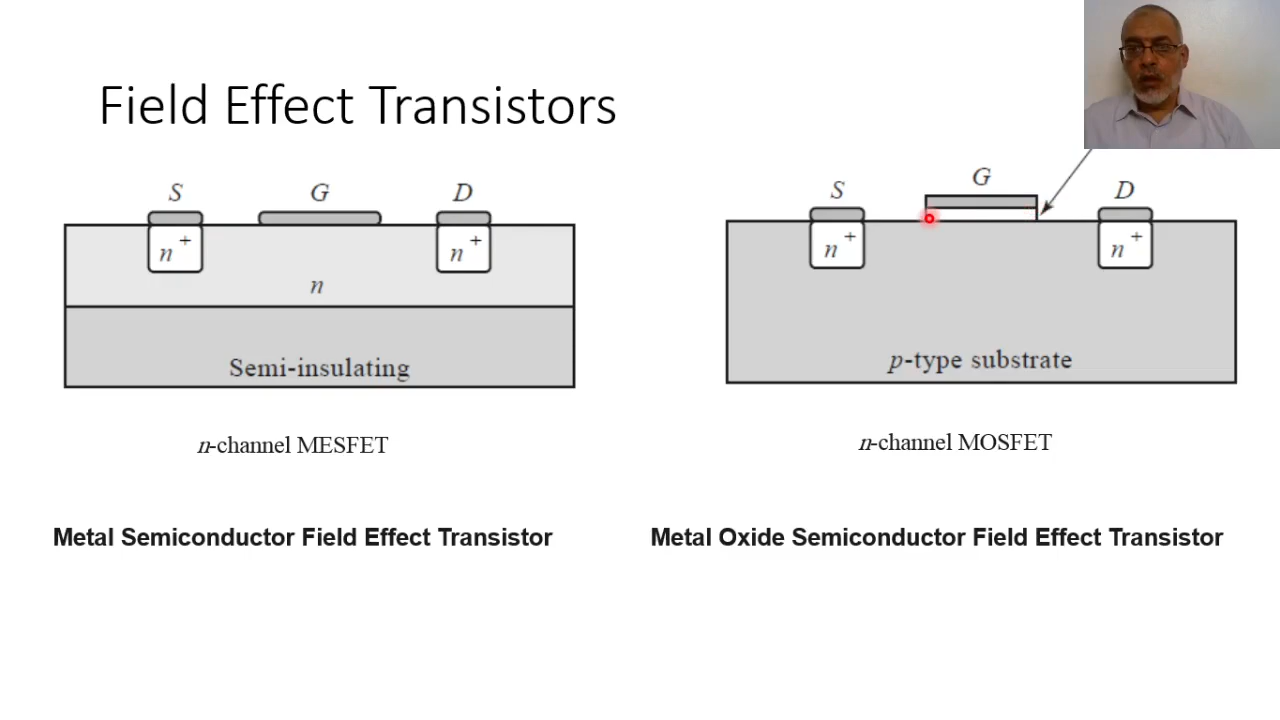 Field Effect Transistors
S G D
n+ n+
n
Semi-insulating
n-channel MESFET
Metal Semiconductor Field Effect Transistor
S G D
n+ n+
p-type substrate
n-channel MOSFET
Metal Oxide Semiconductor Field Effect Transistor